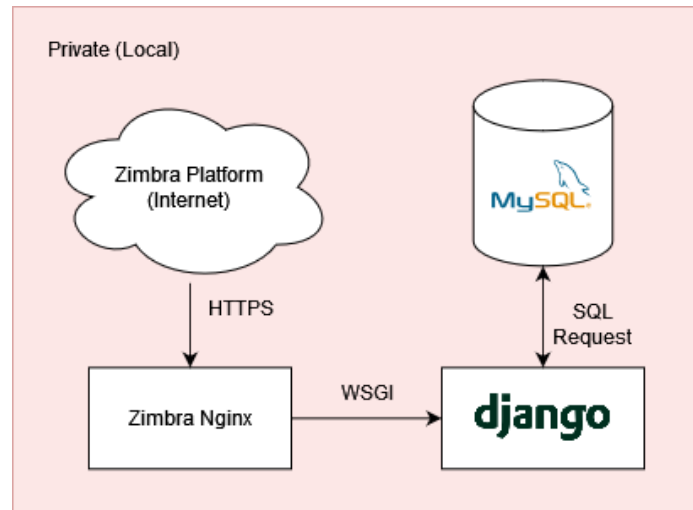 Private (Local)
Zimbra Platform
(Internet)
MySQL®
HTTPS
SQL
Request
Zimbra Nginx
WSGI
django